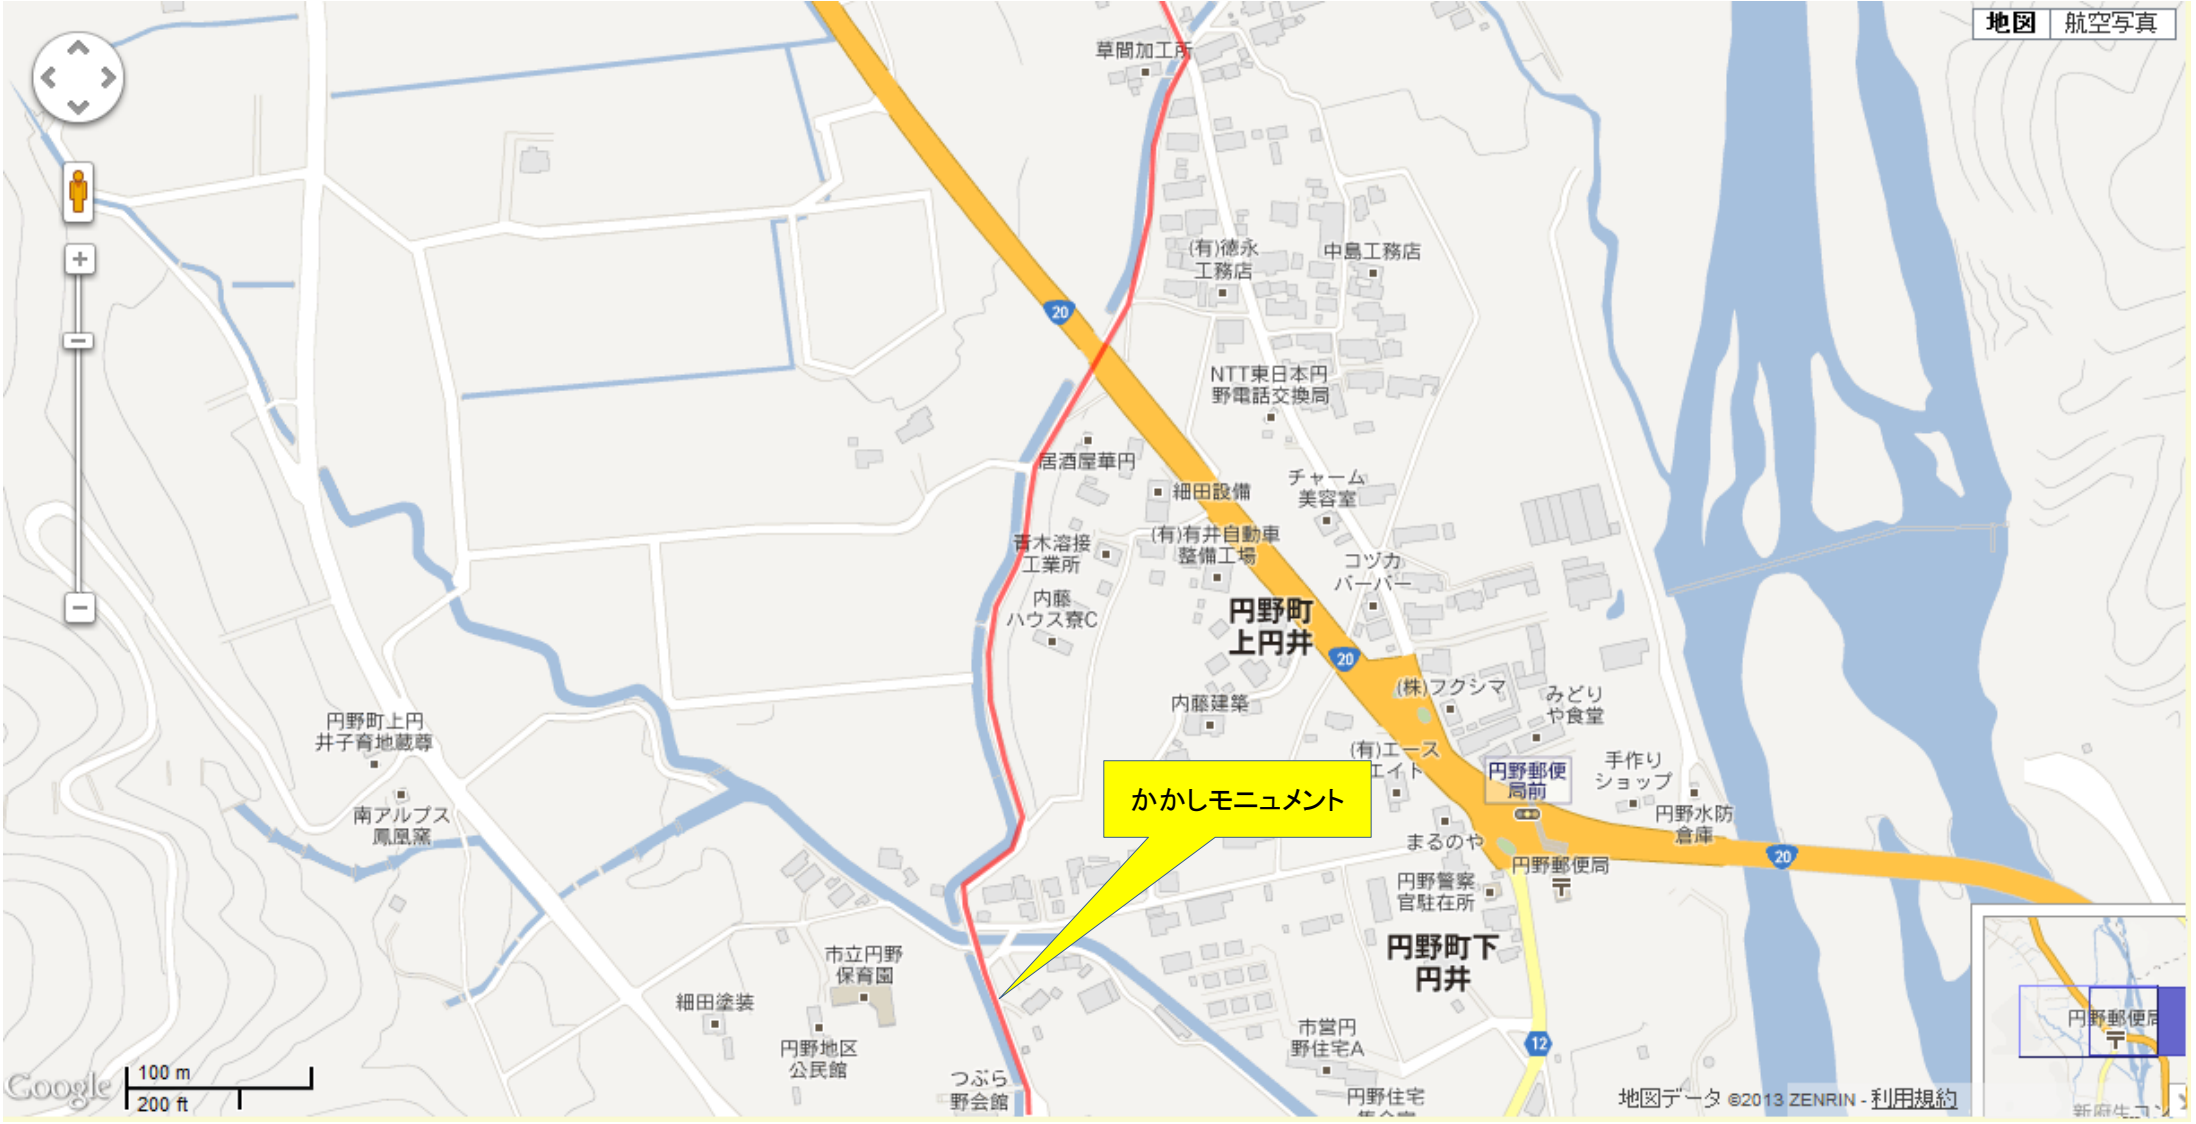 地図
航空写真
草間加工所
(有)徳永
工務店
中島工務店
20
NTT東日本円
野電話交換局
居酒屋華円
細田設備
チャーム
美容室
青木溶接
工業所
(有)有井自動車
整備工場
コヅカ
バーバー
内藤
ハウス寮C
円野町
上円井
20
(株)フクシマ
みどり
や食堂
内藤建築
円野町上円
井子育地蔵尊
(有)エース
エイト
円野郵便
局前
手作り
ショップ
かかしモニュメント
南アルプス
鳳凰窯
まるのや
円野水防
倉庫
20
円野郵便局
円野警察
官駐在所
市立円野
保育園
円野町下
円井
細田塗装
円野地区
公民館
市営円
野住宅A
12
つぶら
野会館
円野住宅
円野郵便局
100 m
200 ft
Google
地図データ ©2013 ZENRIN - 利用規約